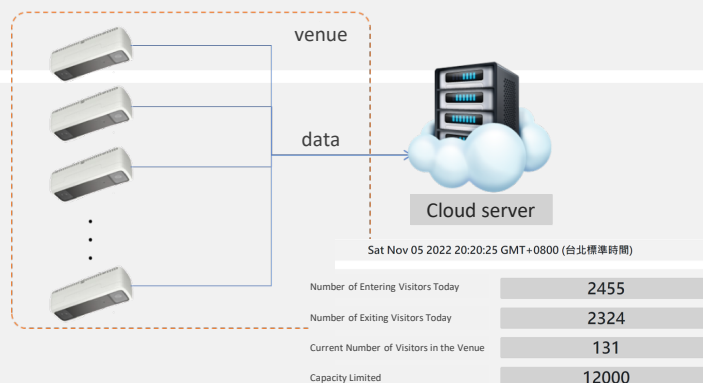 venue
data
Cloud server
Sat Nov 05 2022 20:20:25 GMT+0800 (台北標準時間)
Number of Entering Visitors Today 2455
Number of Exiting Visitors Today 2324
Current Number of Visitors in the Venue 131
Capacity Limited 12000